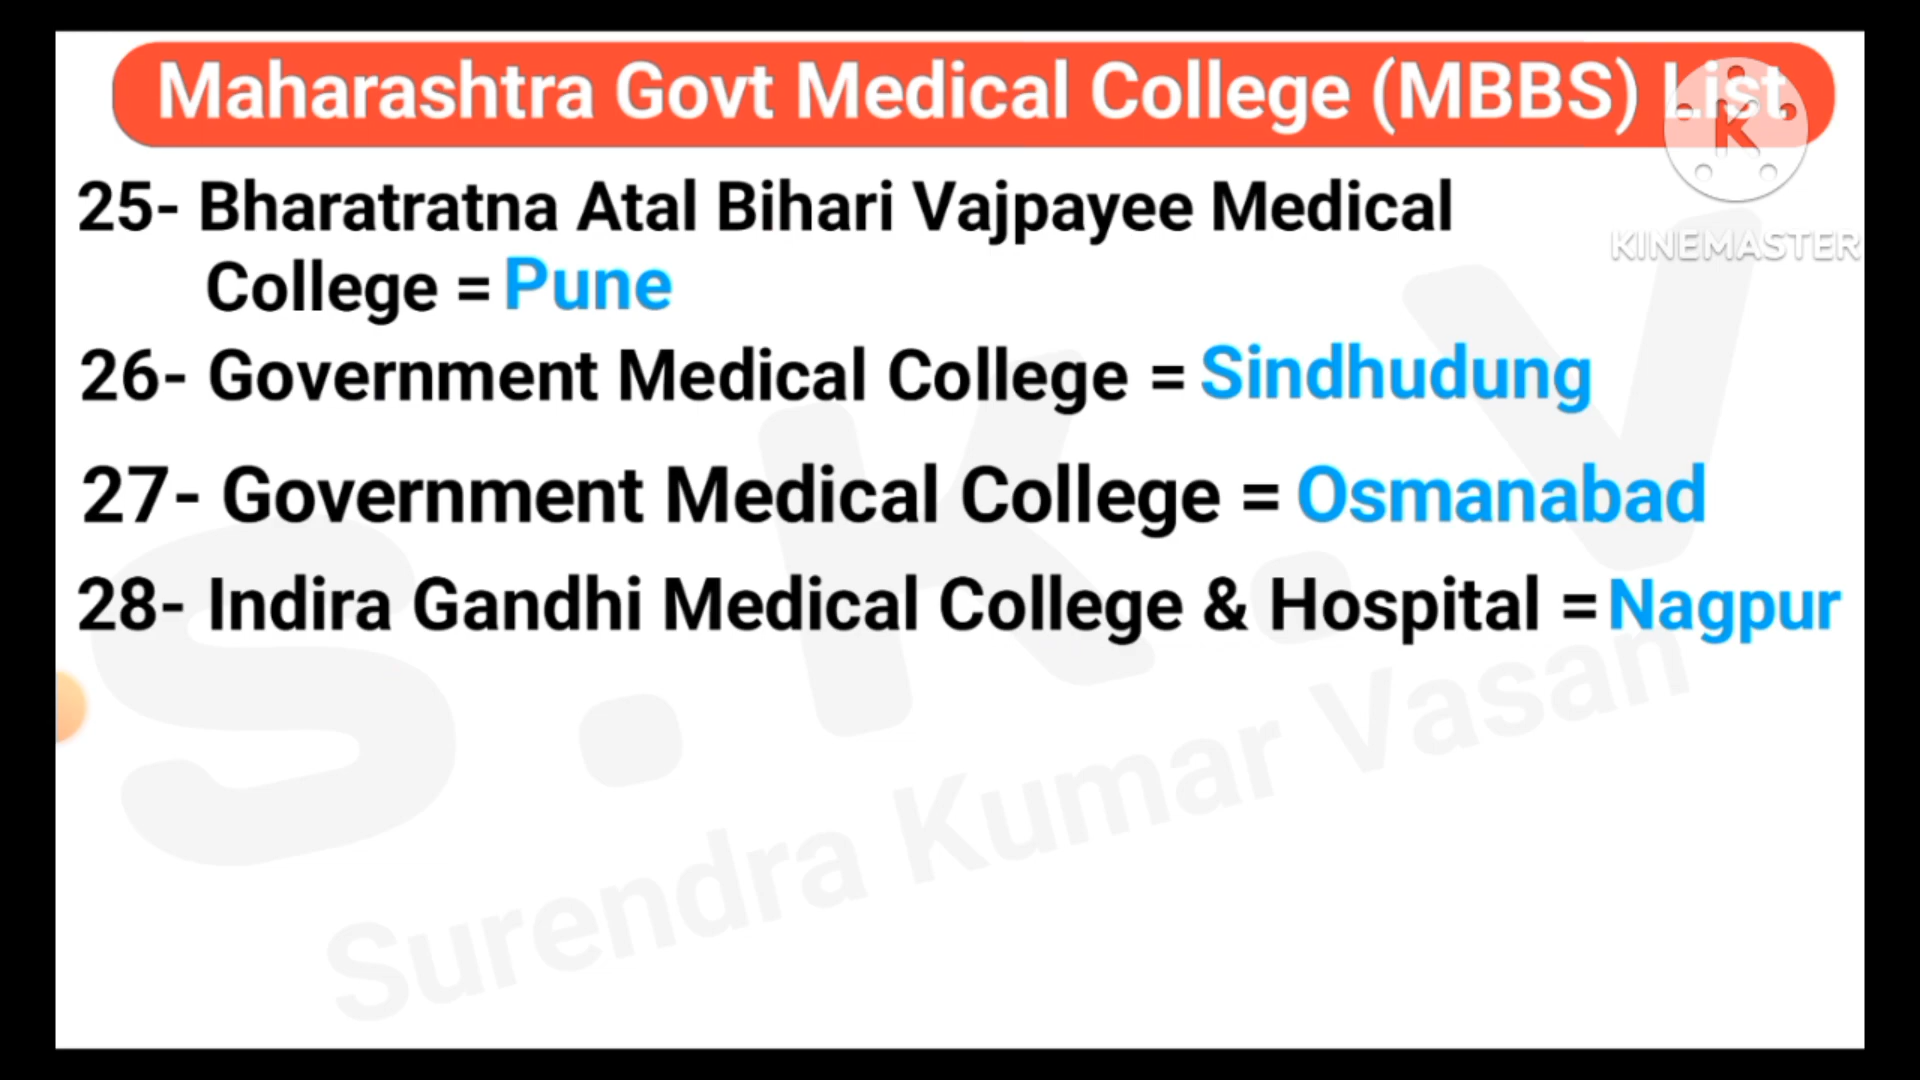 Maharashtra Govt Medical College (MBBS) List
K
KINEMASTER
25- Bharatratna Atal Bihari Vajpayee Medical
College = Pune
26- Government Medical College = Sindhudung
27- Government Medical College = Osmanabad
28- Indira Gandhi Medical College & Hospital = Nagpur
S.K.V
Surendra Kumar Vasan